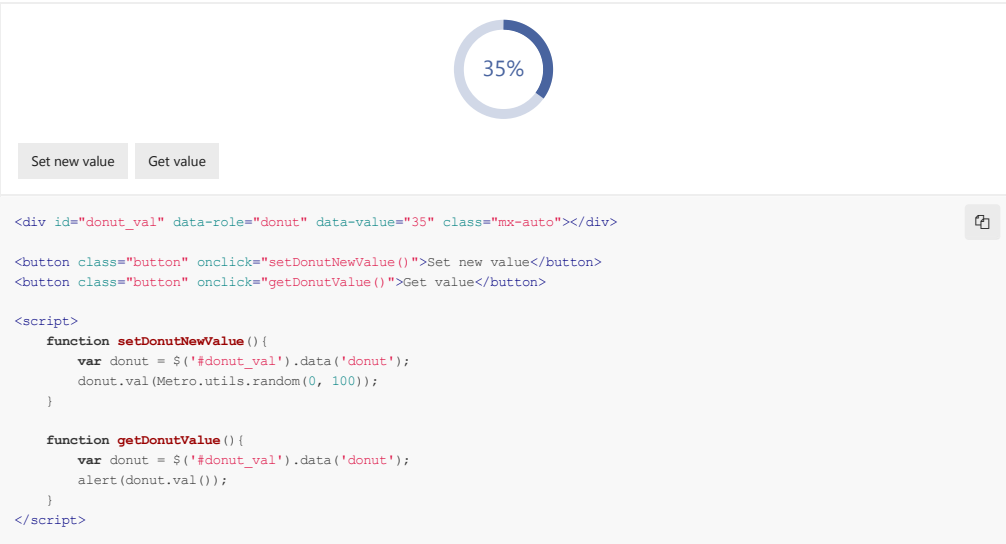 35%
Set new value Get value
<div id="donut_val" data-role="donut" data-value="35" class="mx-auto"></div>
<button class="button" onclick="setDonutNewValue()">Set new value</button>
<button class="button" onclick="getDonutValue()">Get value</button>
<script>
    function setDonutNewValue(){
        var donut = $('#donut_val').data('donut');
        donut.val(Metro.utils.random(0, 100));
    }
    function getDonutValue(){
        var donut = $('#donut_val').data('donut');
        alert(donut.val());
    }
</script>